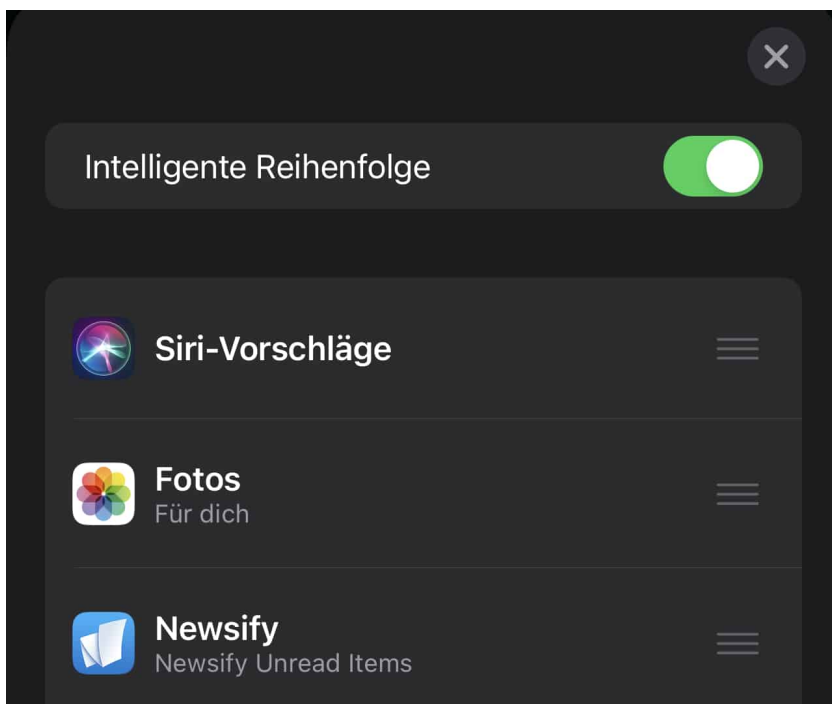 Intelligente Reihenfolge
Siri-Vorschläge
Fotos
Für dich
Newsify
Newsify Unread Items